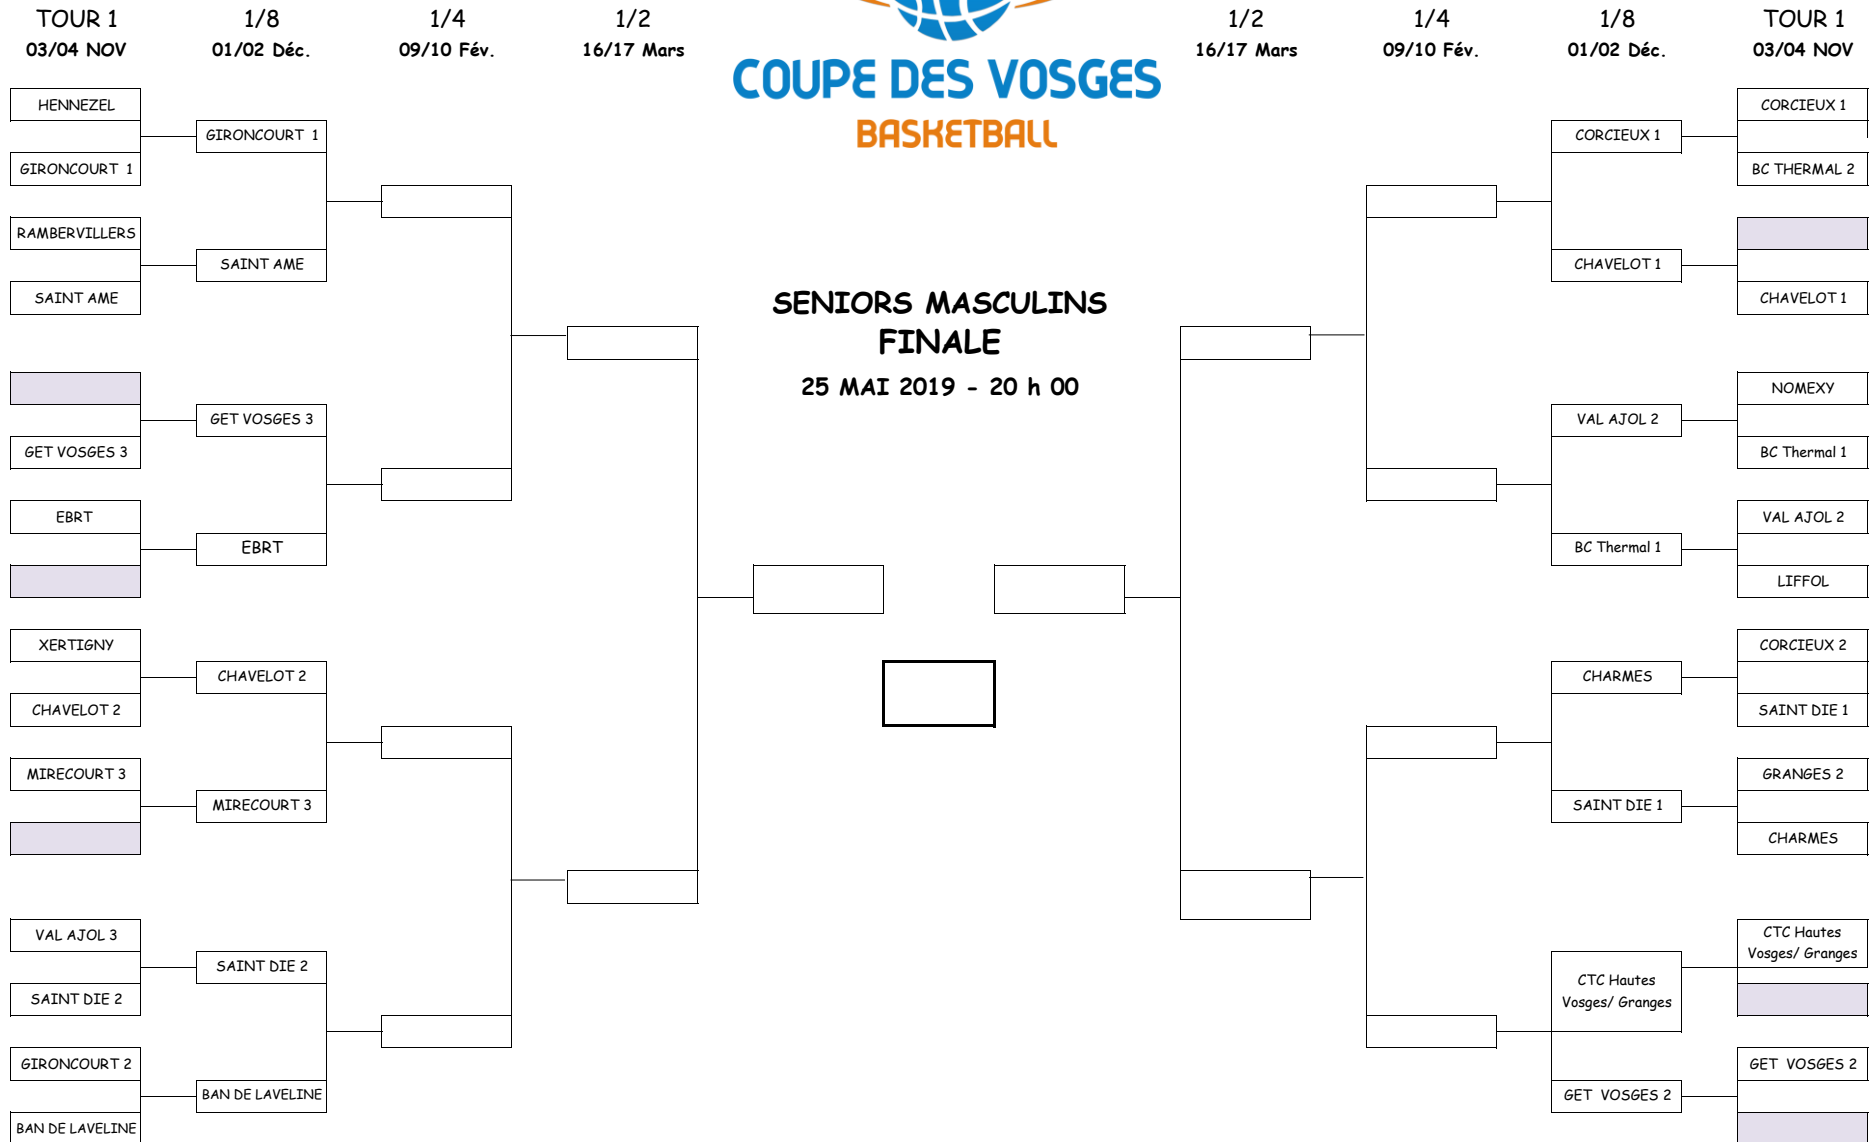 TOUR 1
03/04 NOV
1/8
01/02 Déc.
1/4
09/10 Fév.
1/2
16/17 Mars
COUPE DES VOSGES
BASKETBALL
1/2
16/17 Mars
1/4
09/10 Fév.
1/8
01/02 Déc.
TOUR 1
03/04 NOV
HENNEZEL
GIRONCOURT 1
RAMBERVILLERS
SAINT AME
GET VOSGES 3
EBRT
XERTIGNY
CHAVELOT 2
MIRECOURT 3
VAL AJOL 3
SAINT DIE 2
GIRONCOURT 2
BAN DE LAVELINE
GIRONCOURT 1
SAINT AME
GET VOSGES 3
EBRT
CHAVELOT 2
MIRECOURT 3
SAINT DIE 2
BAN DE LAVELINE
SENIORS MASCULINS
FINALE
25 MAI 2019 - 20 h 00
CORCIEUX 1
CHAVELOT 1
VAL AJOL 2
BC Thermal 1
CHARMES
SAINT DIE 1
CTC Hautes
Vosges/ Granges
GET VOSGES 2
CORCIEUX 1
BC THERMAL 2
CHAVELOT 1
NOMEXY
BC Thermal 1
VAL AJOL 2
LIFFOL
CORCIEUX 2
SAINT DIE 1
GRANGES 2
CHARMES
CTC Hautes
Vosges/ Granges
GET VOSGES 2